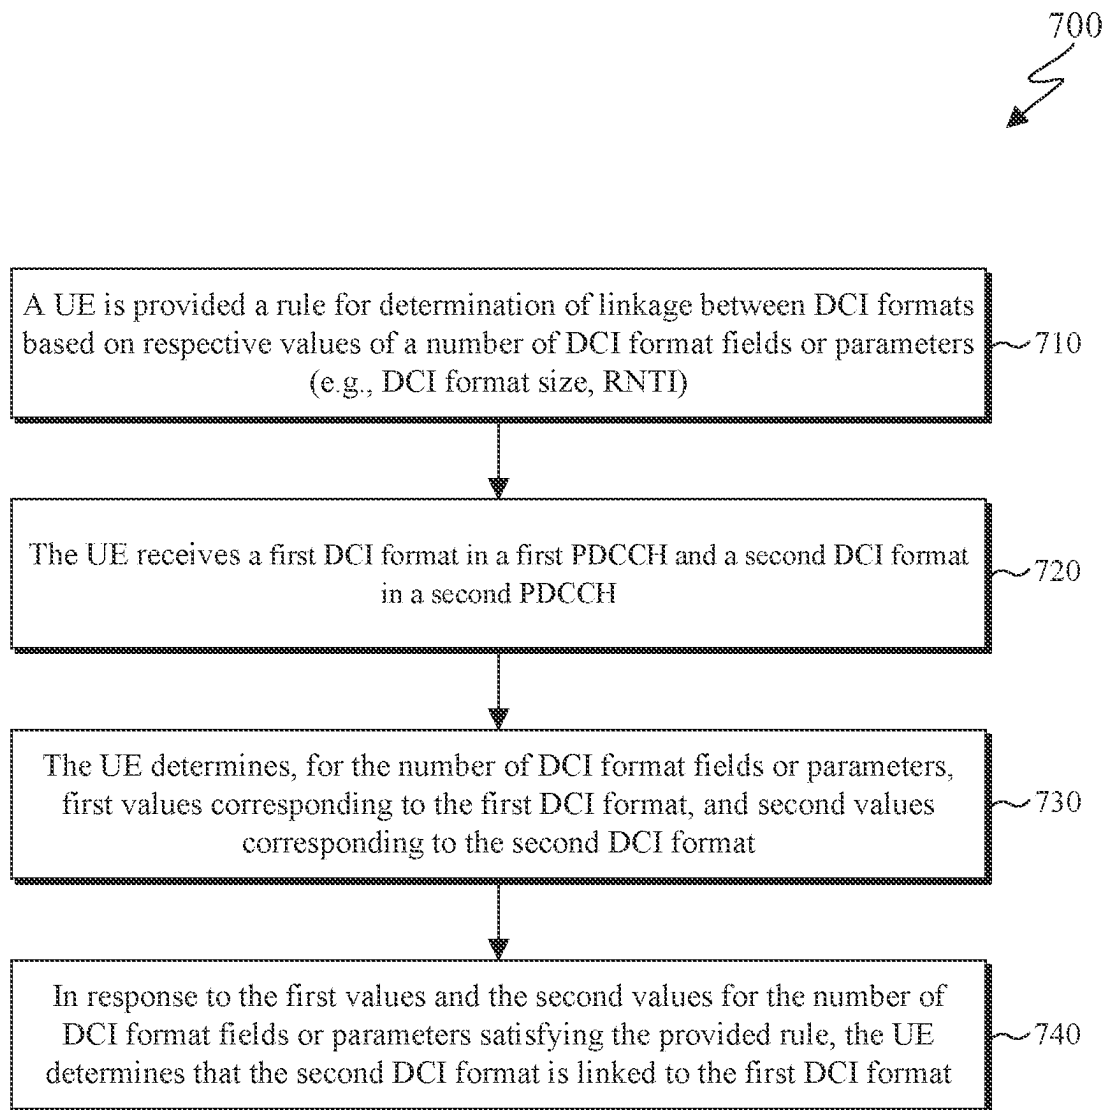 700
A UE is provided a rule for determination of linkage between DCI formats
based on respective values of a number of DCI format fields or parameters
(e.g., DCI format size, RNTI)
710
The UE receives a first DCI format in a first PDCCH and a second DCI format
in a second PDCCH
720
The UE determines, for the number of DCI format fields or parameters,
first values corresponding to the first DCI format, and second values
corresponding to the second DCI format
730
In response to the first values and the second values for the number of
DCI format fields or parameters satisfying the provided rule, the UE
determines that the second DCI format is linked to the first DCI format
740